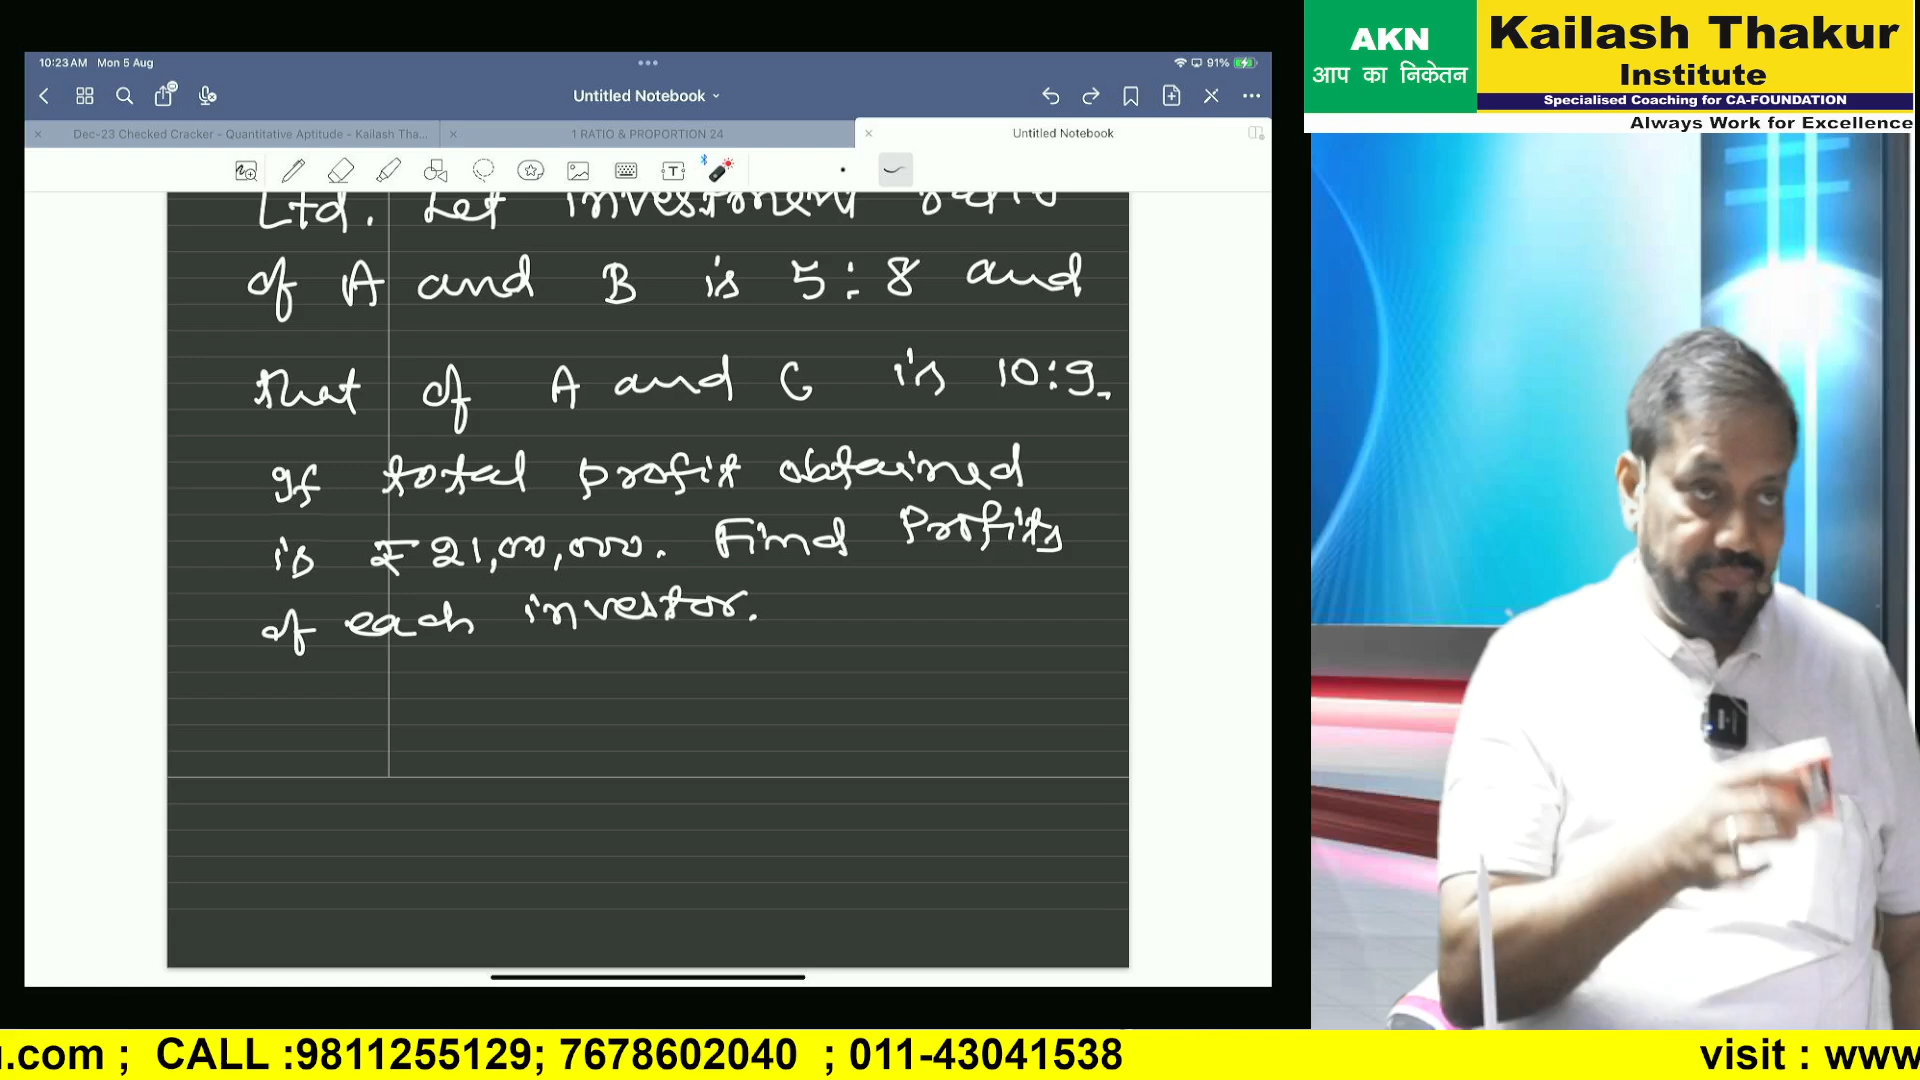 10:23 AM Mon 5 Aug
91%
Untitled Notebook
Dec-23 Checked Cracker - Quantitative Aptitude - Kailash Tha...
1 RATIO & PROPORTION 24
Untitled Notebook
Ltd. Let investment ratio
of A and B is 5:8 and
that of A and C is 10:9.
If total profit obtained
is ₹21,00,000. Find Profits
of each investor.
AKN
आप का निकेतन
Kailash Thakur
Institute
Specialised Coaching for CA-FOUNDATION
Always Work for Excellence
.com ; CALL :9811255129; 7678602040 ; 011-43041538 visit : www